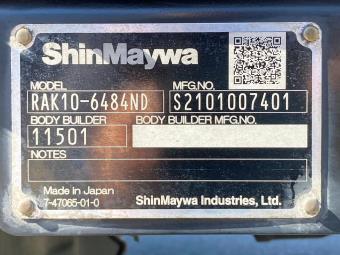 ShinMaywa
MODEL MFG.NO.
RAK10-6484ND S2101007401
BODY BUILDER BODY BUILDER MFG.NO.
11501
NOTES
Made in Japan
7-47065-01-0 ShinMaywa Industries, Ltd.